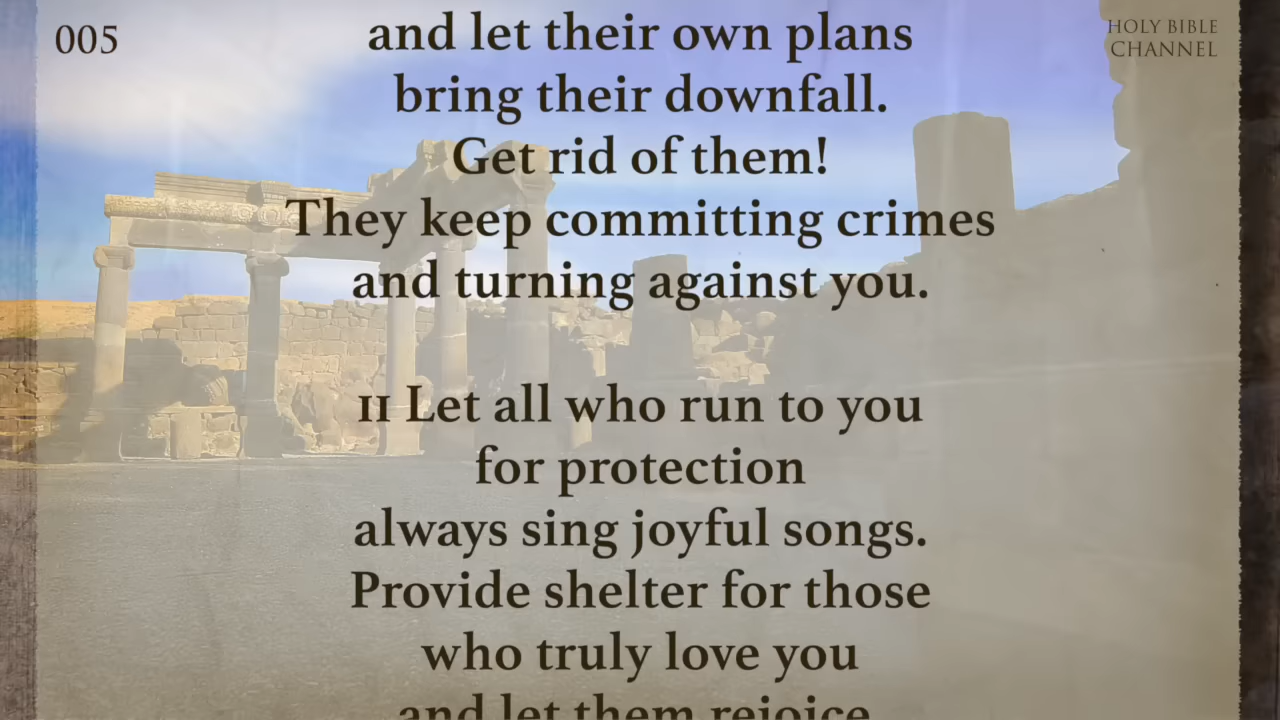 005
HOLY BIBLE
CHANNEL
and let their own plans
bring their downfall.
Get rid of them!
They keep committing crimes
and turning against you.
11 Let all who run to you
for protection
always sing joyful songs.
Provide shelter for those
who truly love you
and let them rejoice